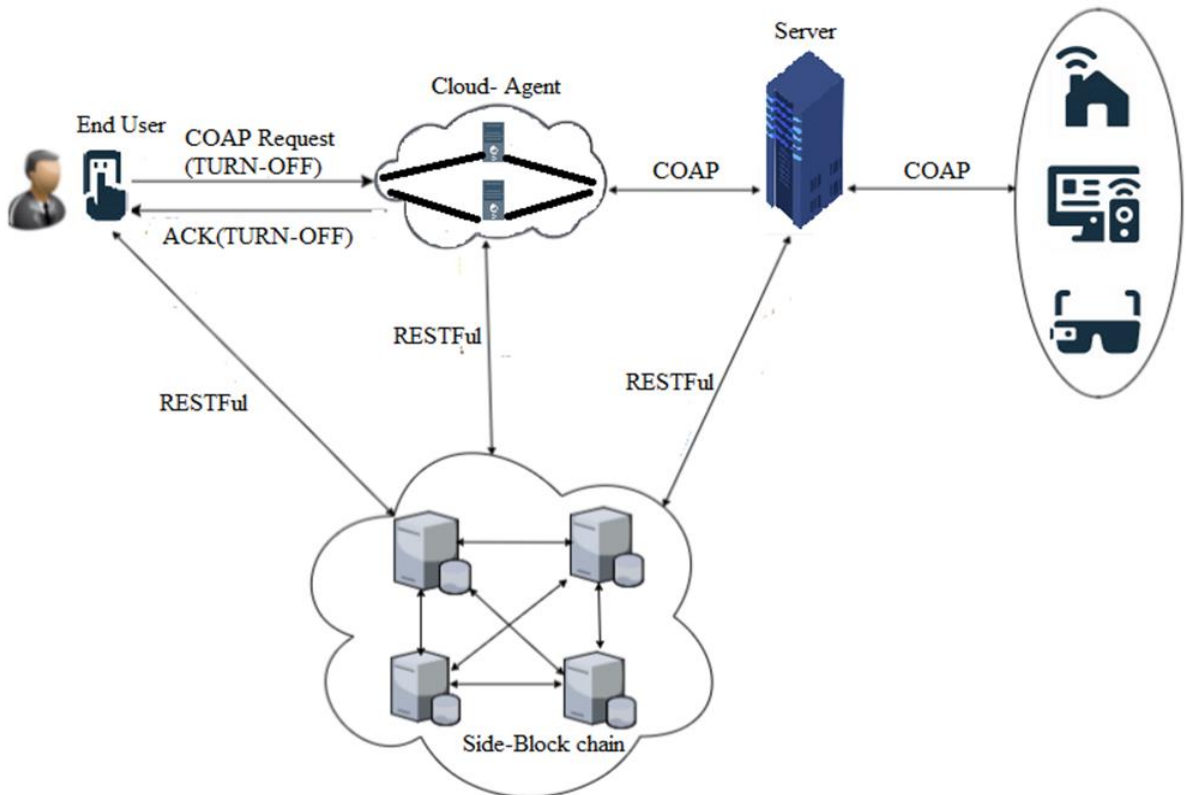 Server
Cloud- Agent
End User
COAP Request
(TURN-OFF)
COAP
COAP
ACK(TURN-OFF)
RESTFul
RESTFul
RESTFul
Side-Block chain